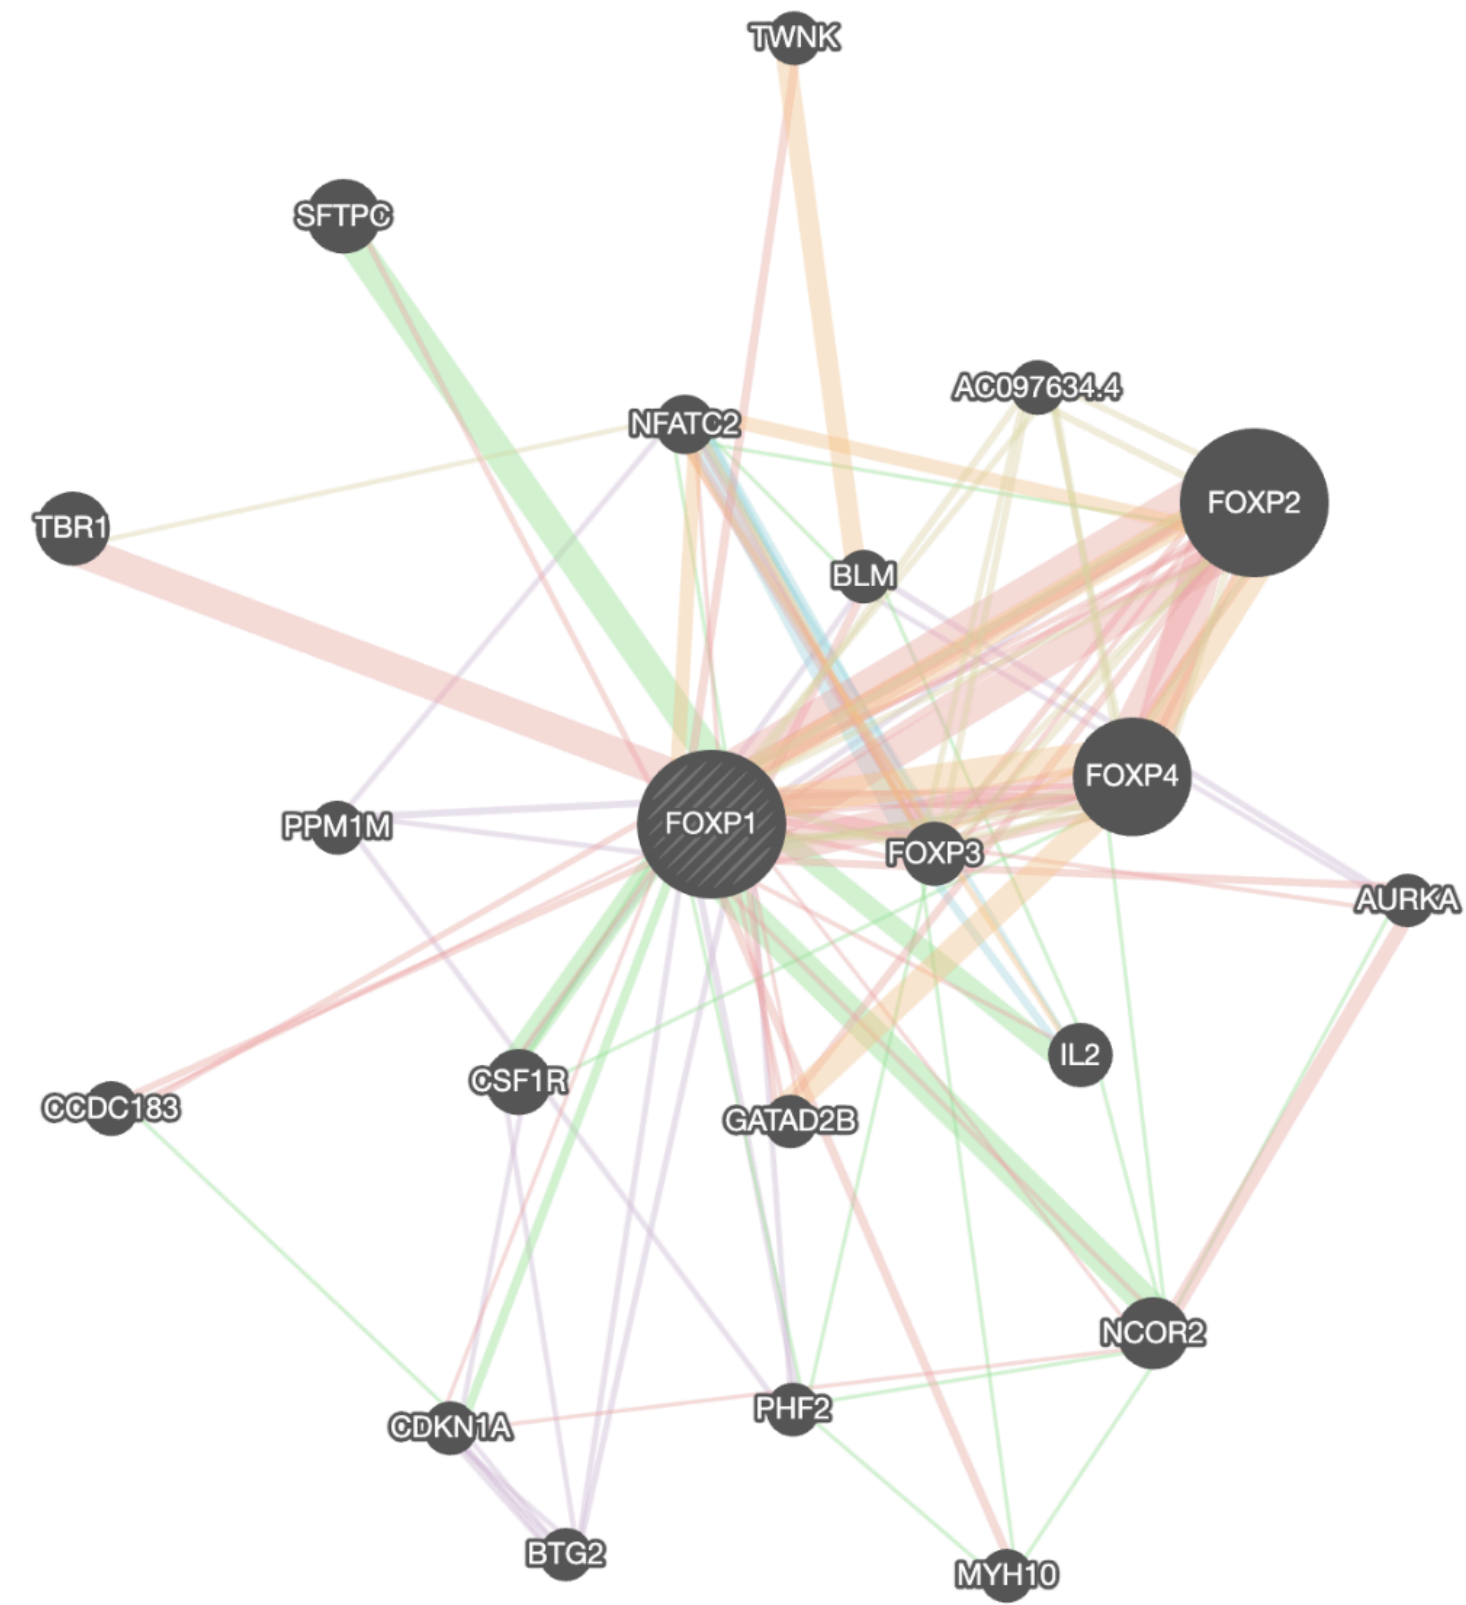 TWNK
SFTPC
AC097634.4
NFATC2
FOXP2
TBR1
BLM
FOXP4
FOXP1
PPM1M
FOXP3
AURKA
IL2
CSF1R
CCDC183
GATAD2B
NCOR2
PHF2
CDKN1A
BTG2
MYH10